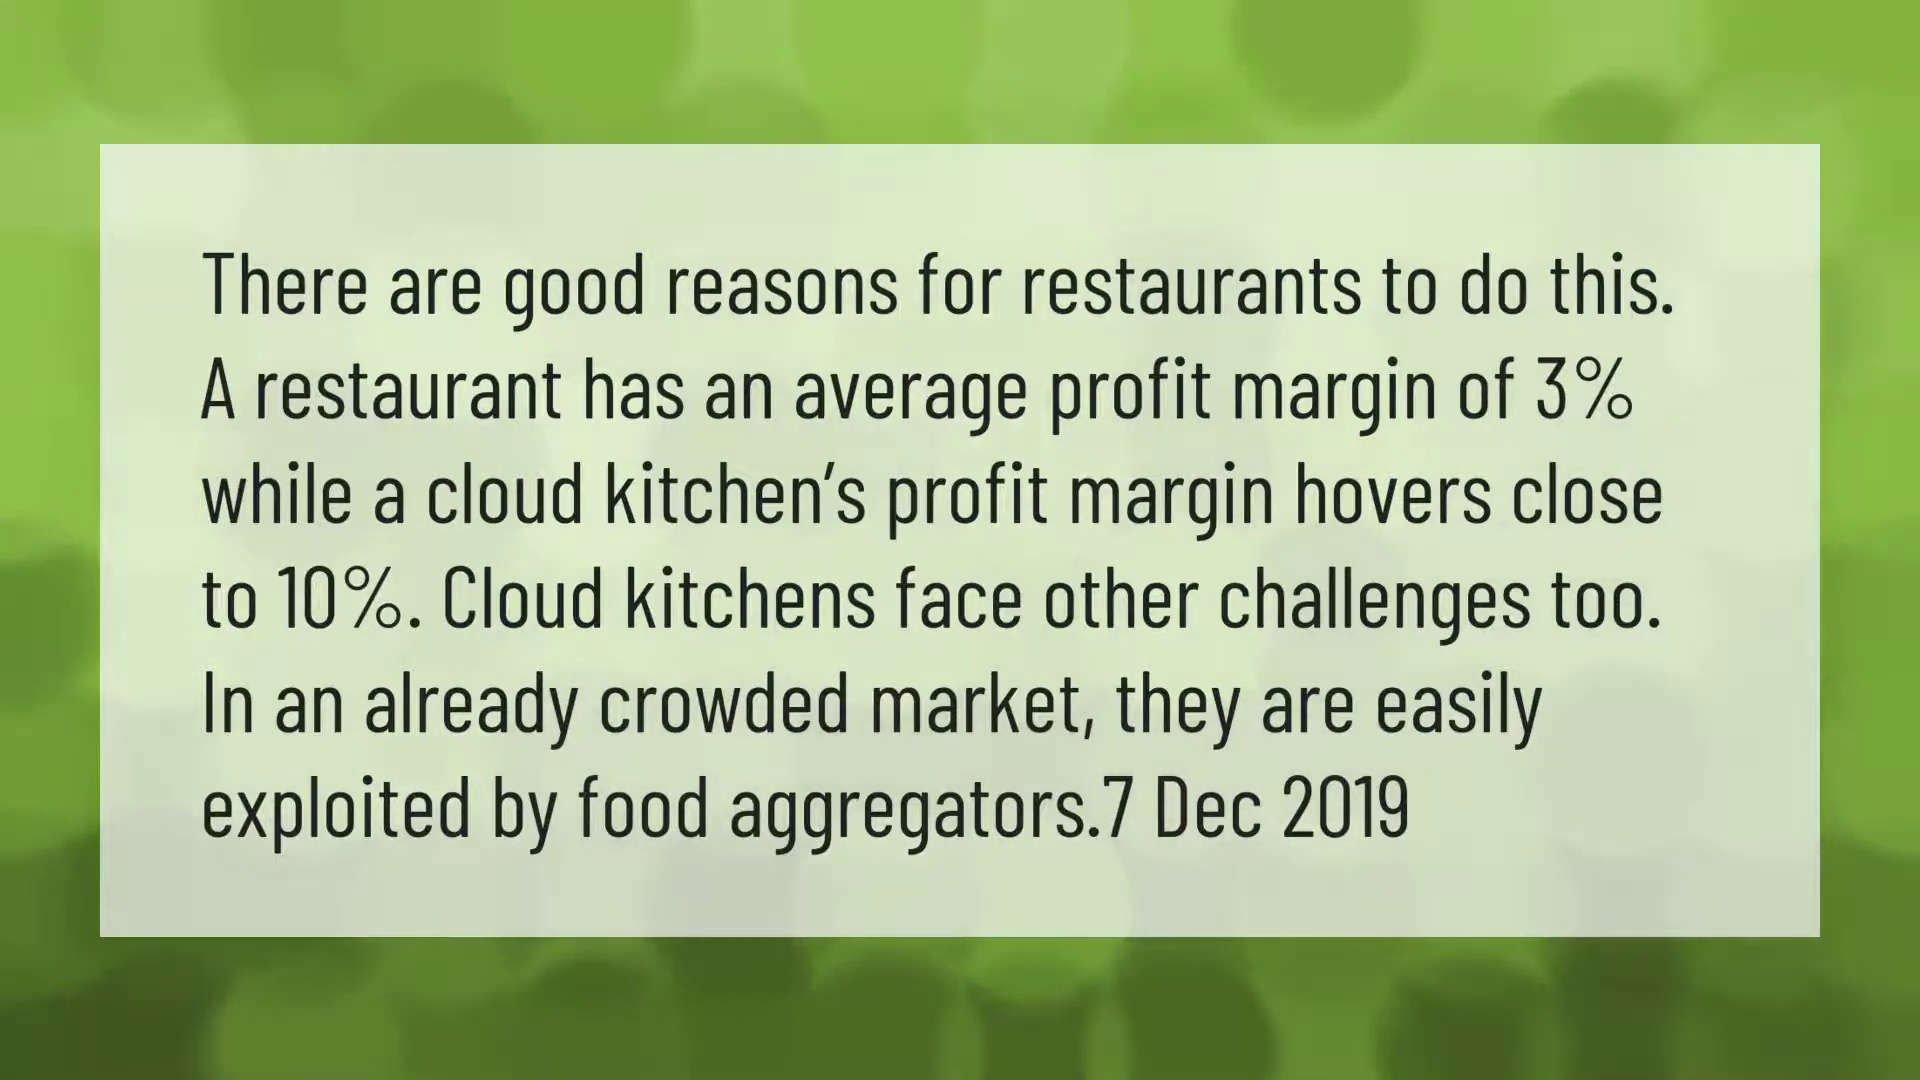 There are good reasons for restaurants to do this.
A restaurant has an average profit margin of 3%
while a cloud kitchen’s profit margin hovers close
to 10%. Cloud kitchens face other challenges too.
In an already crowded market, they are easily
exploited by food aggregators.7 Dec 2019